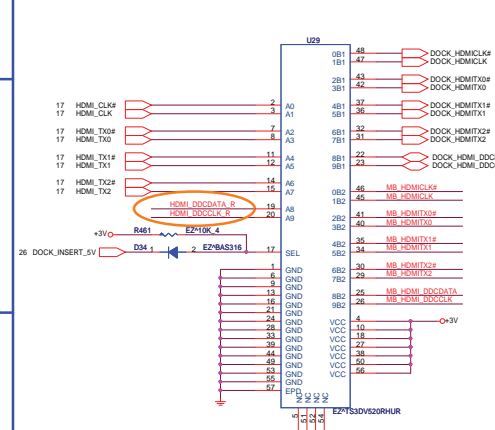 U29
48 0B1 DOCK_HDMICLK#
47 1B1 DOCK_HDMICLK
43 2B1 DOCK_HDMITX0#
42 3B1 DOCK_HDMITX0
17 HDMI_CLK# 2 A0 37 4B1 DOCK_HDMITX1#
17 HDMI_CLK 3 A1 36 5B1 DOCK_HDMITX1
17 HDMI_TX0# 7 A2 32 6B1 DOCK_HDMITX2#
17 HDMI_TX0 8 A3 31 7B1 DOCK_HDMITX2
17 HDMI_TX1# 11 A4 22 8B1 DOCK_HDMI_DDC
17 HDMI_TX1 12 A5 23 9B1 DOCK_HDMI_DDC
17 HDMI_TX2# 14 A6
17 HDMI_TX2 15 A7 46 0B2 MB_HDMICLK#
45 1B2 MB_HDMICLK
HDMI_DDCDATA_R 19 A8
HDMI_DDCCLK_R 20 A9 41 2B2 MB_HDMITX0#
40 3B2 MB_HDMITX0
+3V R461 EZ^10K_4
35 4B2 MB_HDMITX1#
26 DOCK_INSERT_5V D34 1 2 EZ^BAS316 17 SEL 34 5B2 MB_HDMITX1
1 GND 30 6B2 MB_HDMITX2#
6 GND 29 7B2 MB_HDMITX2
9 GND
13 GND 25 8B2 MB_HDMI_DDCDATA
16 GND 26 9B2 MB_HDMI_DDCCLK
21 GND
24 GND 4 VCC +3V
28 GND 10 VCC
33 GND 18 VCC
39 GND 27 VCC
44 GND 38 VCC
49 GND 50 VCC
53 GND 56 VCC
55 GND
57 EPD
NC NC NC NC
5 51 52 54
EZ^TS3DV520RHUR